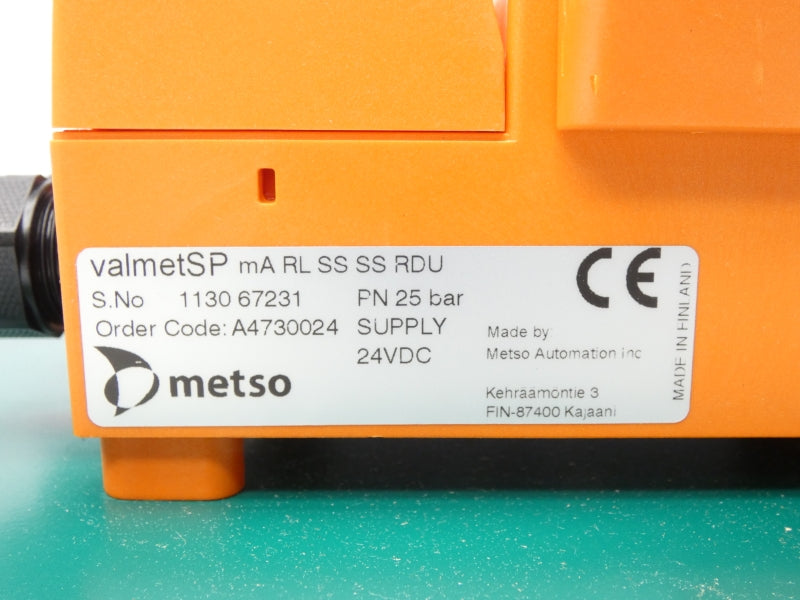 valmetSP mA RL SS SS RDU
S.No 1130 67231 PN 25 bar
Order Code: A4730024 SUPPLY
24VDC
metso
Made by
Metso Automation inc
Kehräämöntie 3
FIN-87400 Kajaani
CE
MADE IN FINLAND